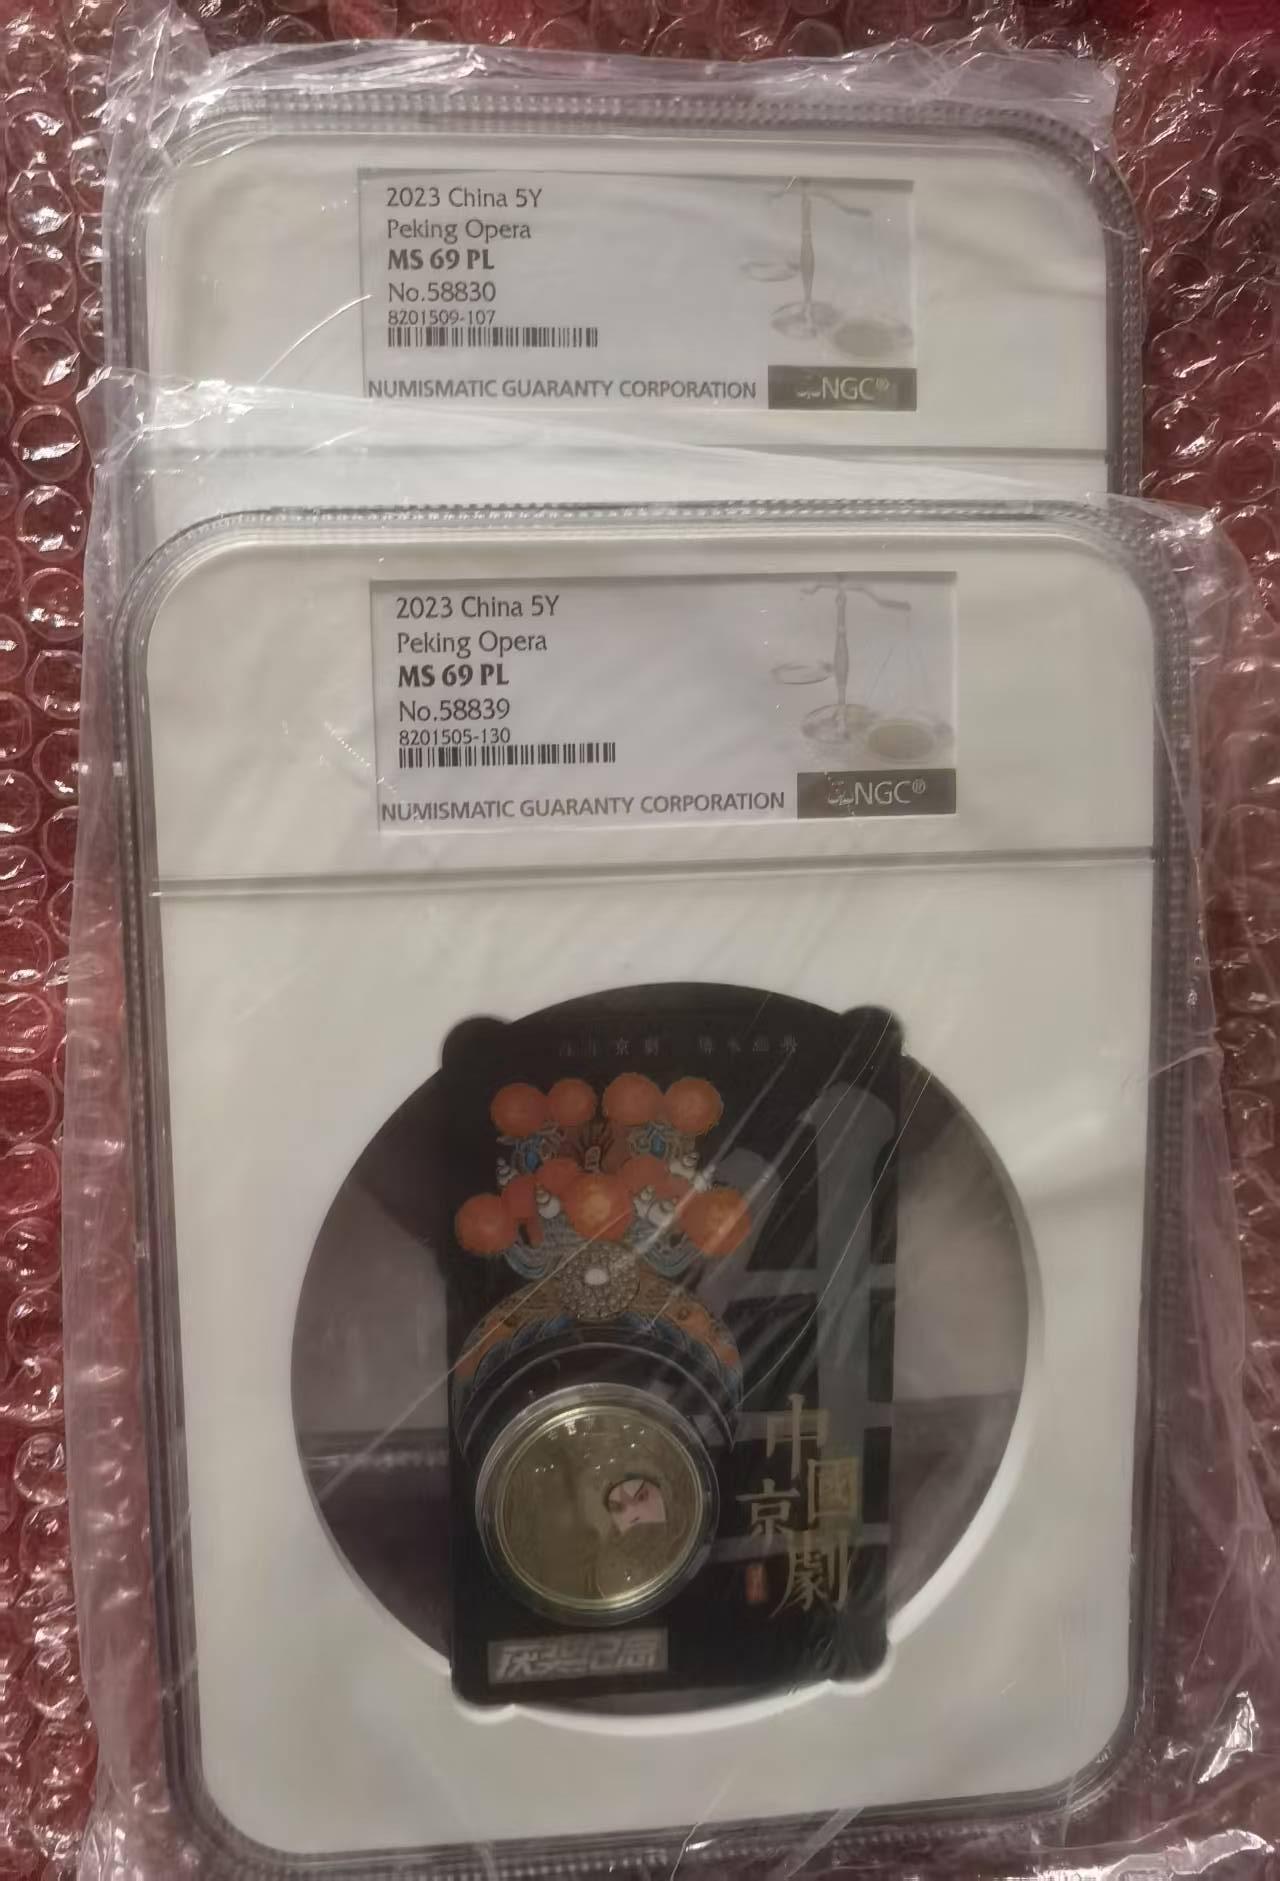 2023 China 5Y
Peking Opera
MS 69 PL
No.58830
8201509-107
NUMISMATIC GUARANTY CORPORATION
NGC®
2023 China 5Y
Peking Opera
MS 69 PL
No.58839
8201505-130
NUMISMATIC GUARANTY CORPORATION
NGC®
中國
京劇